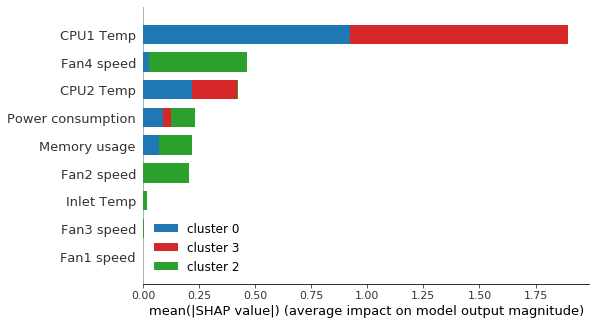 CPU1 Temp
Fan4 speed
CPU2 Temp
Power consumption
Memory usage
Fan2 speed
Inlet Temp
Fan3 speed
Fan1 speed
cluster 0
cluster 3
cluster 2
0.00 0.25 0.50 0.75 1.00 1.25 1.50 1.75
mean(|SHAP value|) (average impact on model output magnitude)